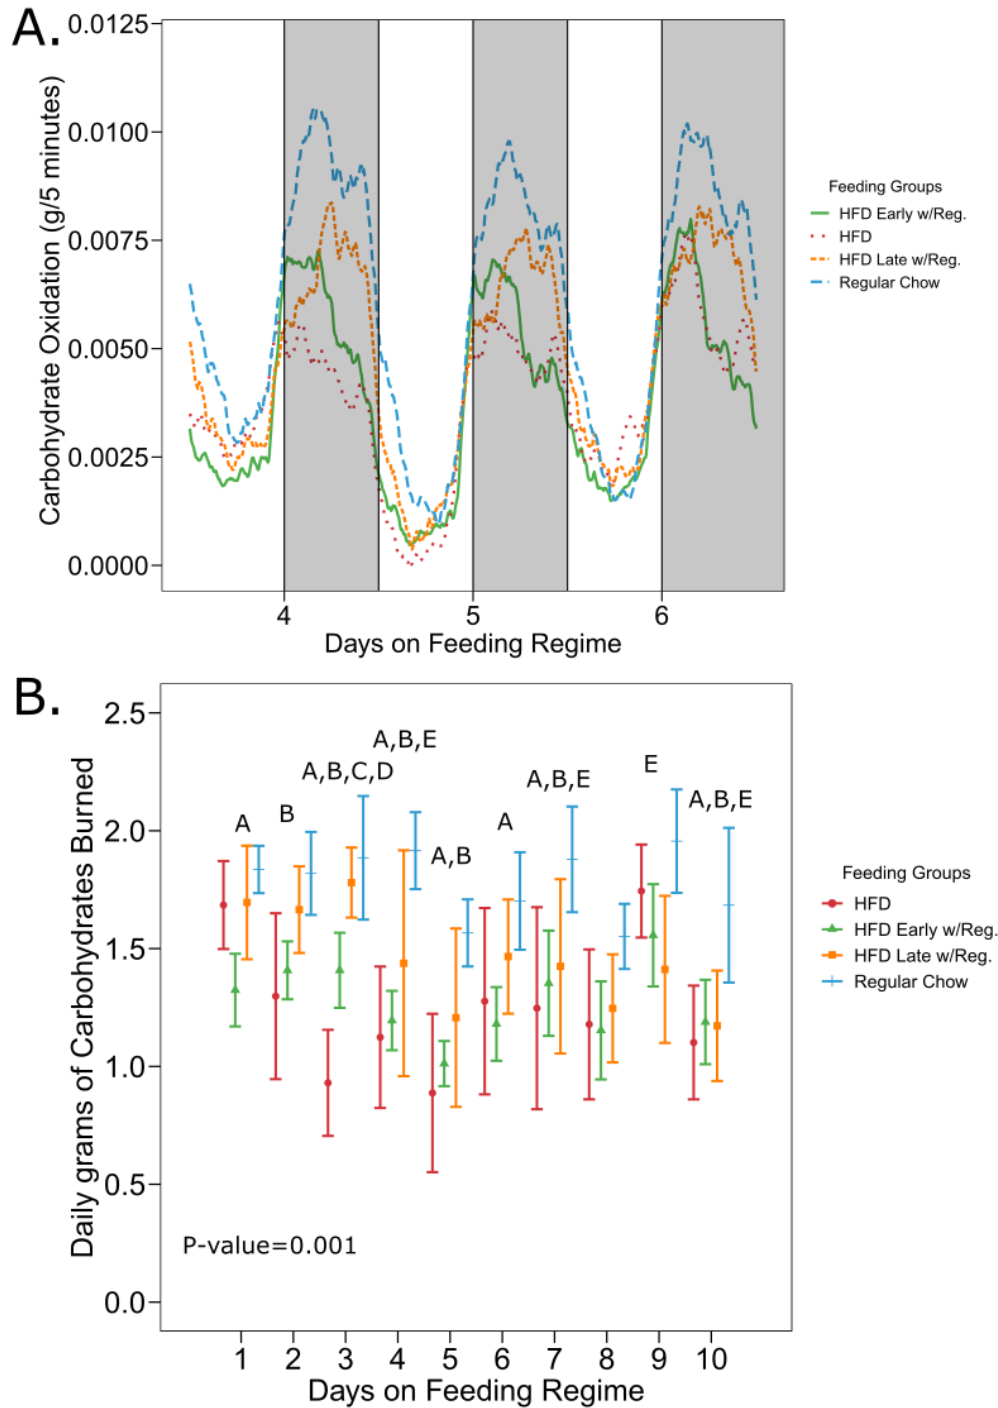 A.
0.0125
0.0100
0.0075
0.0050
0.0025
0.0000
Carbohydrate Oxidation (g/5 minutes)
4 5 6
Days on Feeding Regime
Feeding Groups
HFD Early w/Reg.
HFD
HFD Late w/Reg.
Regular Chow
B.
2.5
2.0
1.5
1.0
0.5
0.0
Daily grams of Carbohydrates Burned
A
B
A,B,C,D
A,B,E
A,B
A
A,B,E
E
A,B,E
P-value=0.001
1 2 3 4 5 6 7 8 9 10
Days on Feeding Regime
Feeding Groups
HFD
HFD Early w/Reg.
HFD Late w/Reg.
Regular Chow